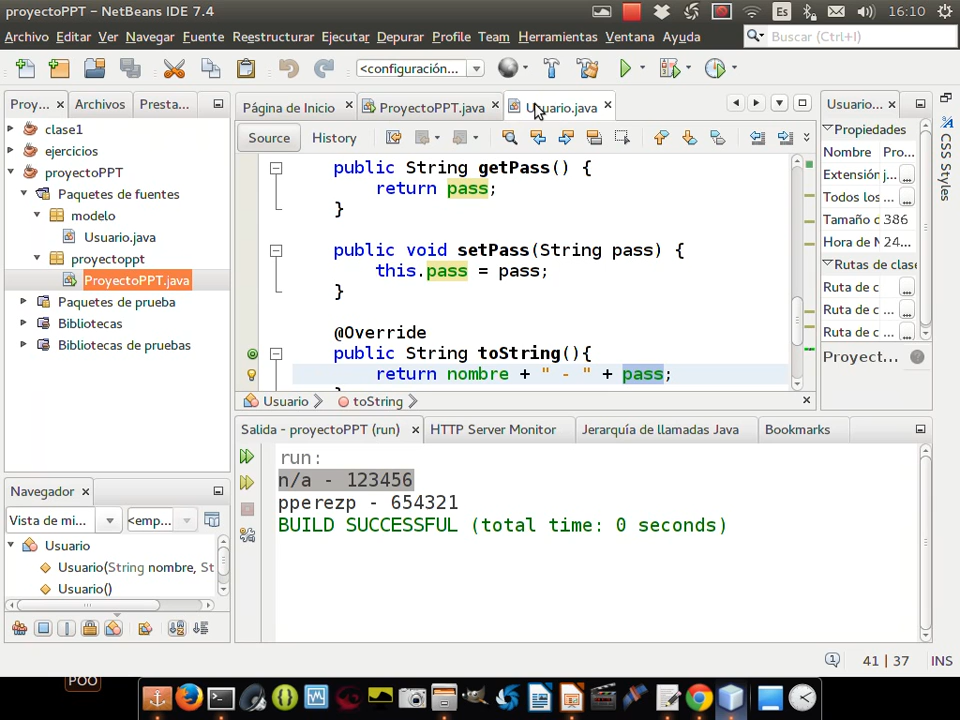 proyectoPPT - NetBeans IDE 7.4
Es
16:10
Archivo Editar Ver Navegar Fuente Reestructurar Ejecutar Depurar Profile Team Herramientas Ventana Ayuda
Buscar (Ctrl+I)
<configuración...
Proy...
Archivos
Presta...
Página de Inicio
ProyectoPPT.java
Usuario.java
Usuario...
Source
History
Propiedades
Nombre Pro...
Extensión j...
Todos los ...
Tamaño d 386
Hora de M 24...
Rutas de clase
Ruta de c ...
Ruta de c ...
Ruta de c ...
Proyect...
CSS Styles
clase1
ejercicios
proyectoPPT
Paquetes de fuentes
modelo
Usuario.java
proyectoppt
ProyectoPPT.java
Paquetes de prueba
Bibliotecas
Bibliotecas de pruebas
public String getPass() {
return pass;
}
public void setPass(String pass) {
this.pass = pass;
}
@Override
public String toString(){
return nombre + " - " + pass;
Usuario
toString
Salida - proyectoPPT (run)
HTTP Server Monitor
Jerarquía de llamadas Java
Bookmarks
run:
n/a - 123456
pperezp - 654321
BUILD SUCCESSFUL (total time: 0 seconds)
Navegador
Vista de mi...
<emp...
Usuario
Usuario(String nombre, St
Usuario()
41 | 37
INS
POO